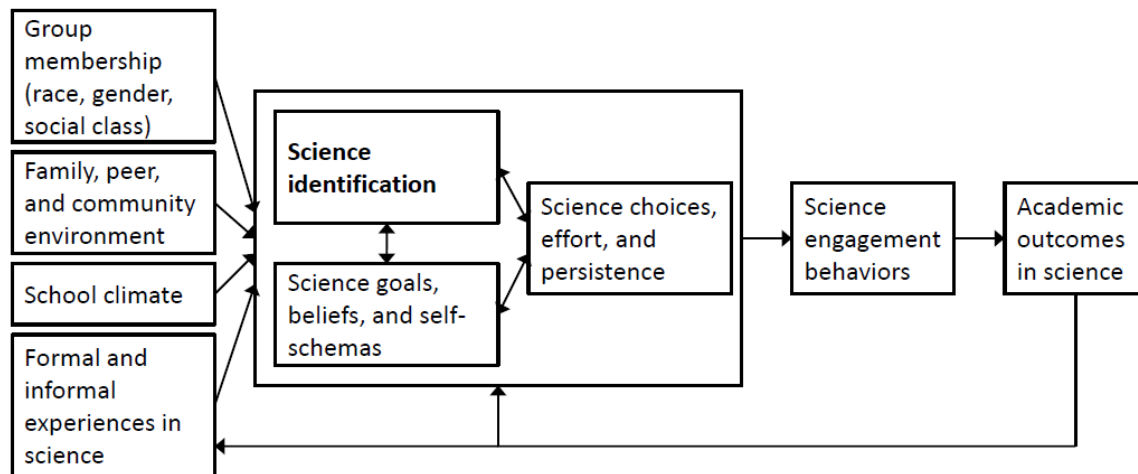 Group
membership
(race, gender,
social class)
Family, peer,
and community
environment
School climate
Formal and
informal
experiences in
science
Science
identification
Science goals,
beliefs, and self-
schemas
Science choices,
effort, and
persistence
Science
engagement
behaviors
Academic
outcomes
in science